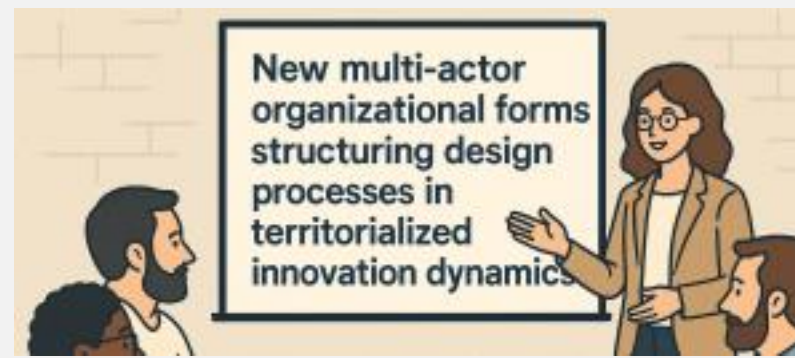 New multi-actor
organizational forms
structuring design
processes in
territorialized
innovation dynamics